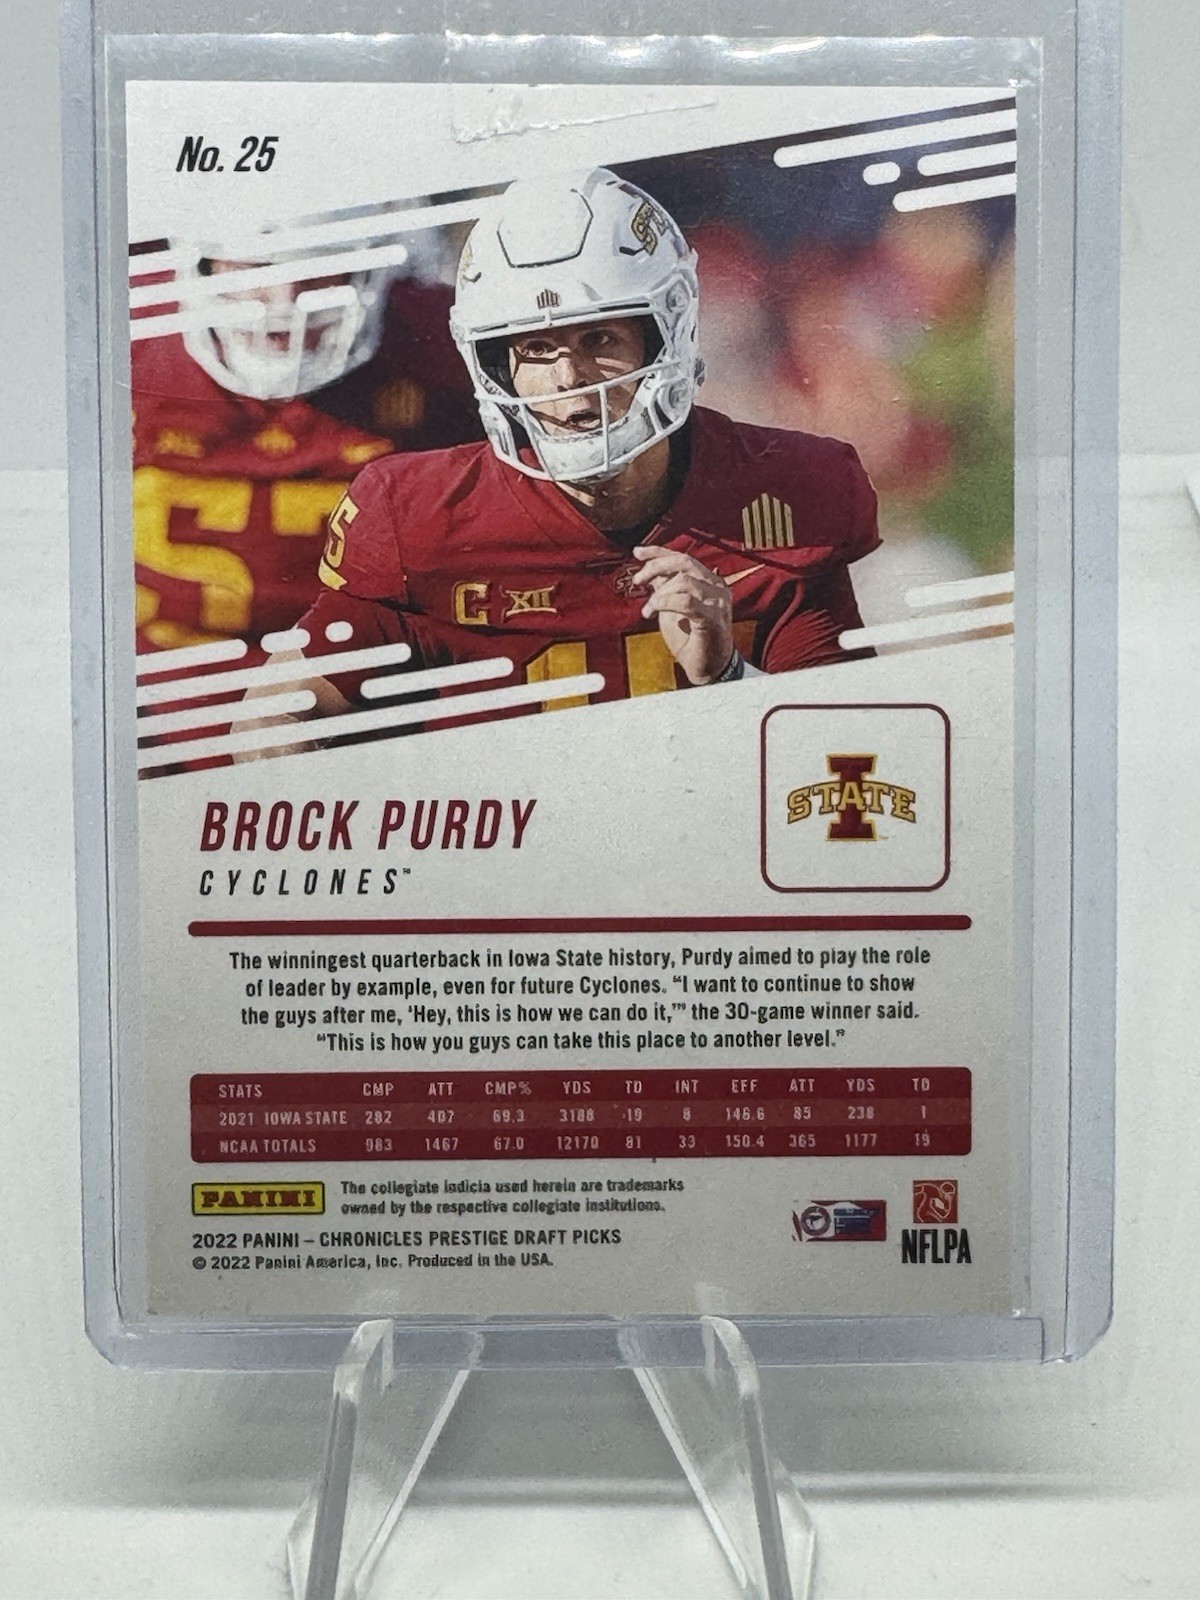 No. 25
C XII
15
BROCK PURDY
CYCLONES™
I
STATE
The winningest quarterback in Iowa State history, Purdy aimed to play the role
of leader by example, even for future Cyclones. “I want to continue to show
the guys after me, ‘Hey, this is how we can do it,’” the 30-game winner said.
“This is how you guys can take this place to another level.”
STATS CMP ATT CMP% YDS TD INT EFF ATT YDS TD
2021 IOWA STATE 282 407 69.3 3188 19 8 146.6 85 238 1
NCAA TOTALS 983 1467 67.0 12170 81 33 150.4 365 1177 19
PANINI
The collegiate indicia used herein are trademarks
owned by the respective collegiate institutions.
2022 PANINI – CHRONICLES PRESTIGE DRAFT PICKS
© 2022 Panini America, Inc. Produced in the USA.
NFLPA